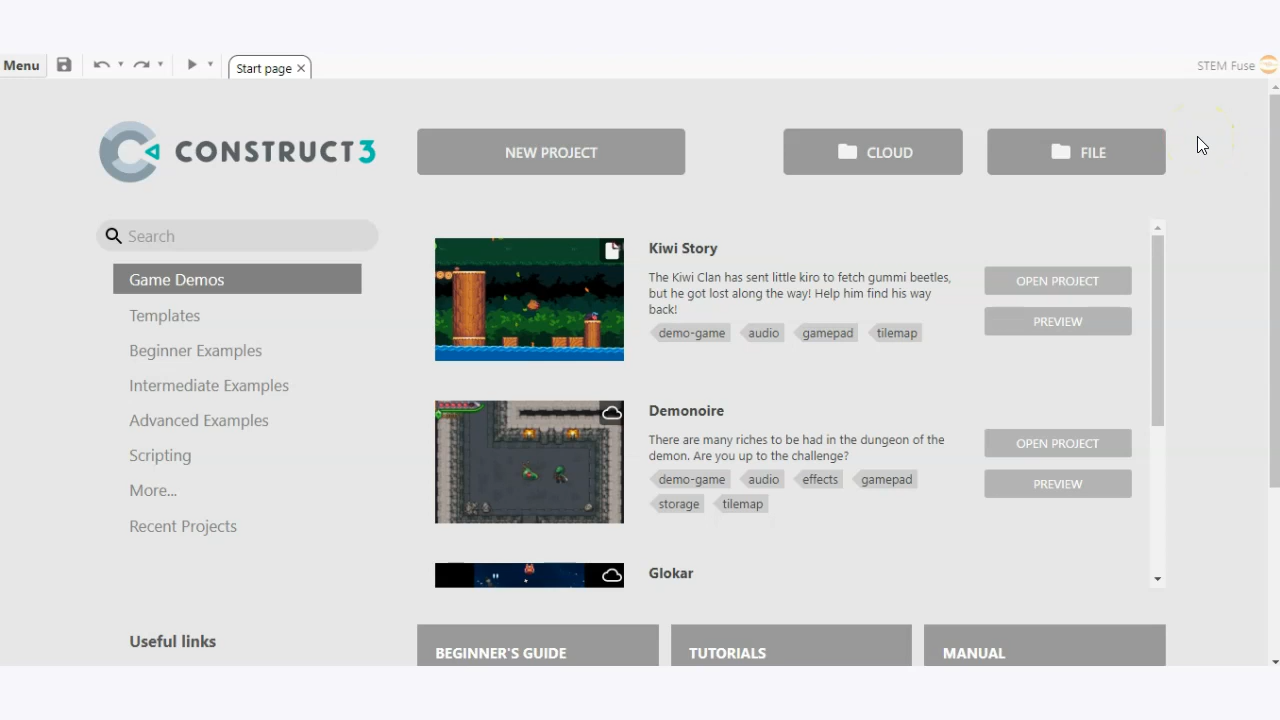 Menu
Start page
STEM Fuse
CONSTRUCT 3
NEW PROJECT
CLOUD
FILE
Search
Game Demos
Templates
Beginner Examples
Intermediate Examples
Advanced Examples
Scripting
More...
Recent Projects
Kiwi Story
The Kiwi Clan has sent little kiro to fetch gummi beetles,
but he got lost along the way! Help him find his way
back!
demo-game audio gamepad tilemap
OPEN PROJECT
PREVIEW
Demonoire
There are many riches to be had in the dungeon of the
demon. Are you up to the challenge?
demo-game audio effects gamepad
storage tilemap
OPEN PROJECT
PREVIEW
Glokar
Useful links
BEGINNER'S GUIDE
TUTORIALS
MANUAL